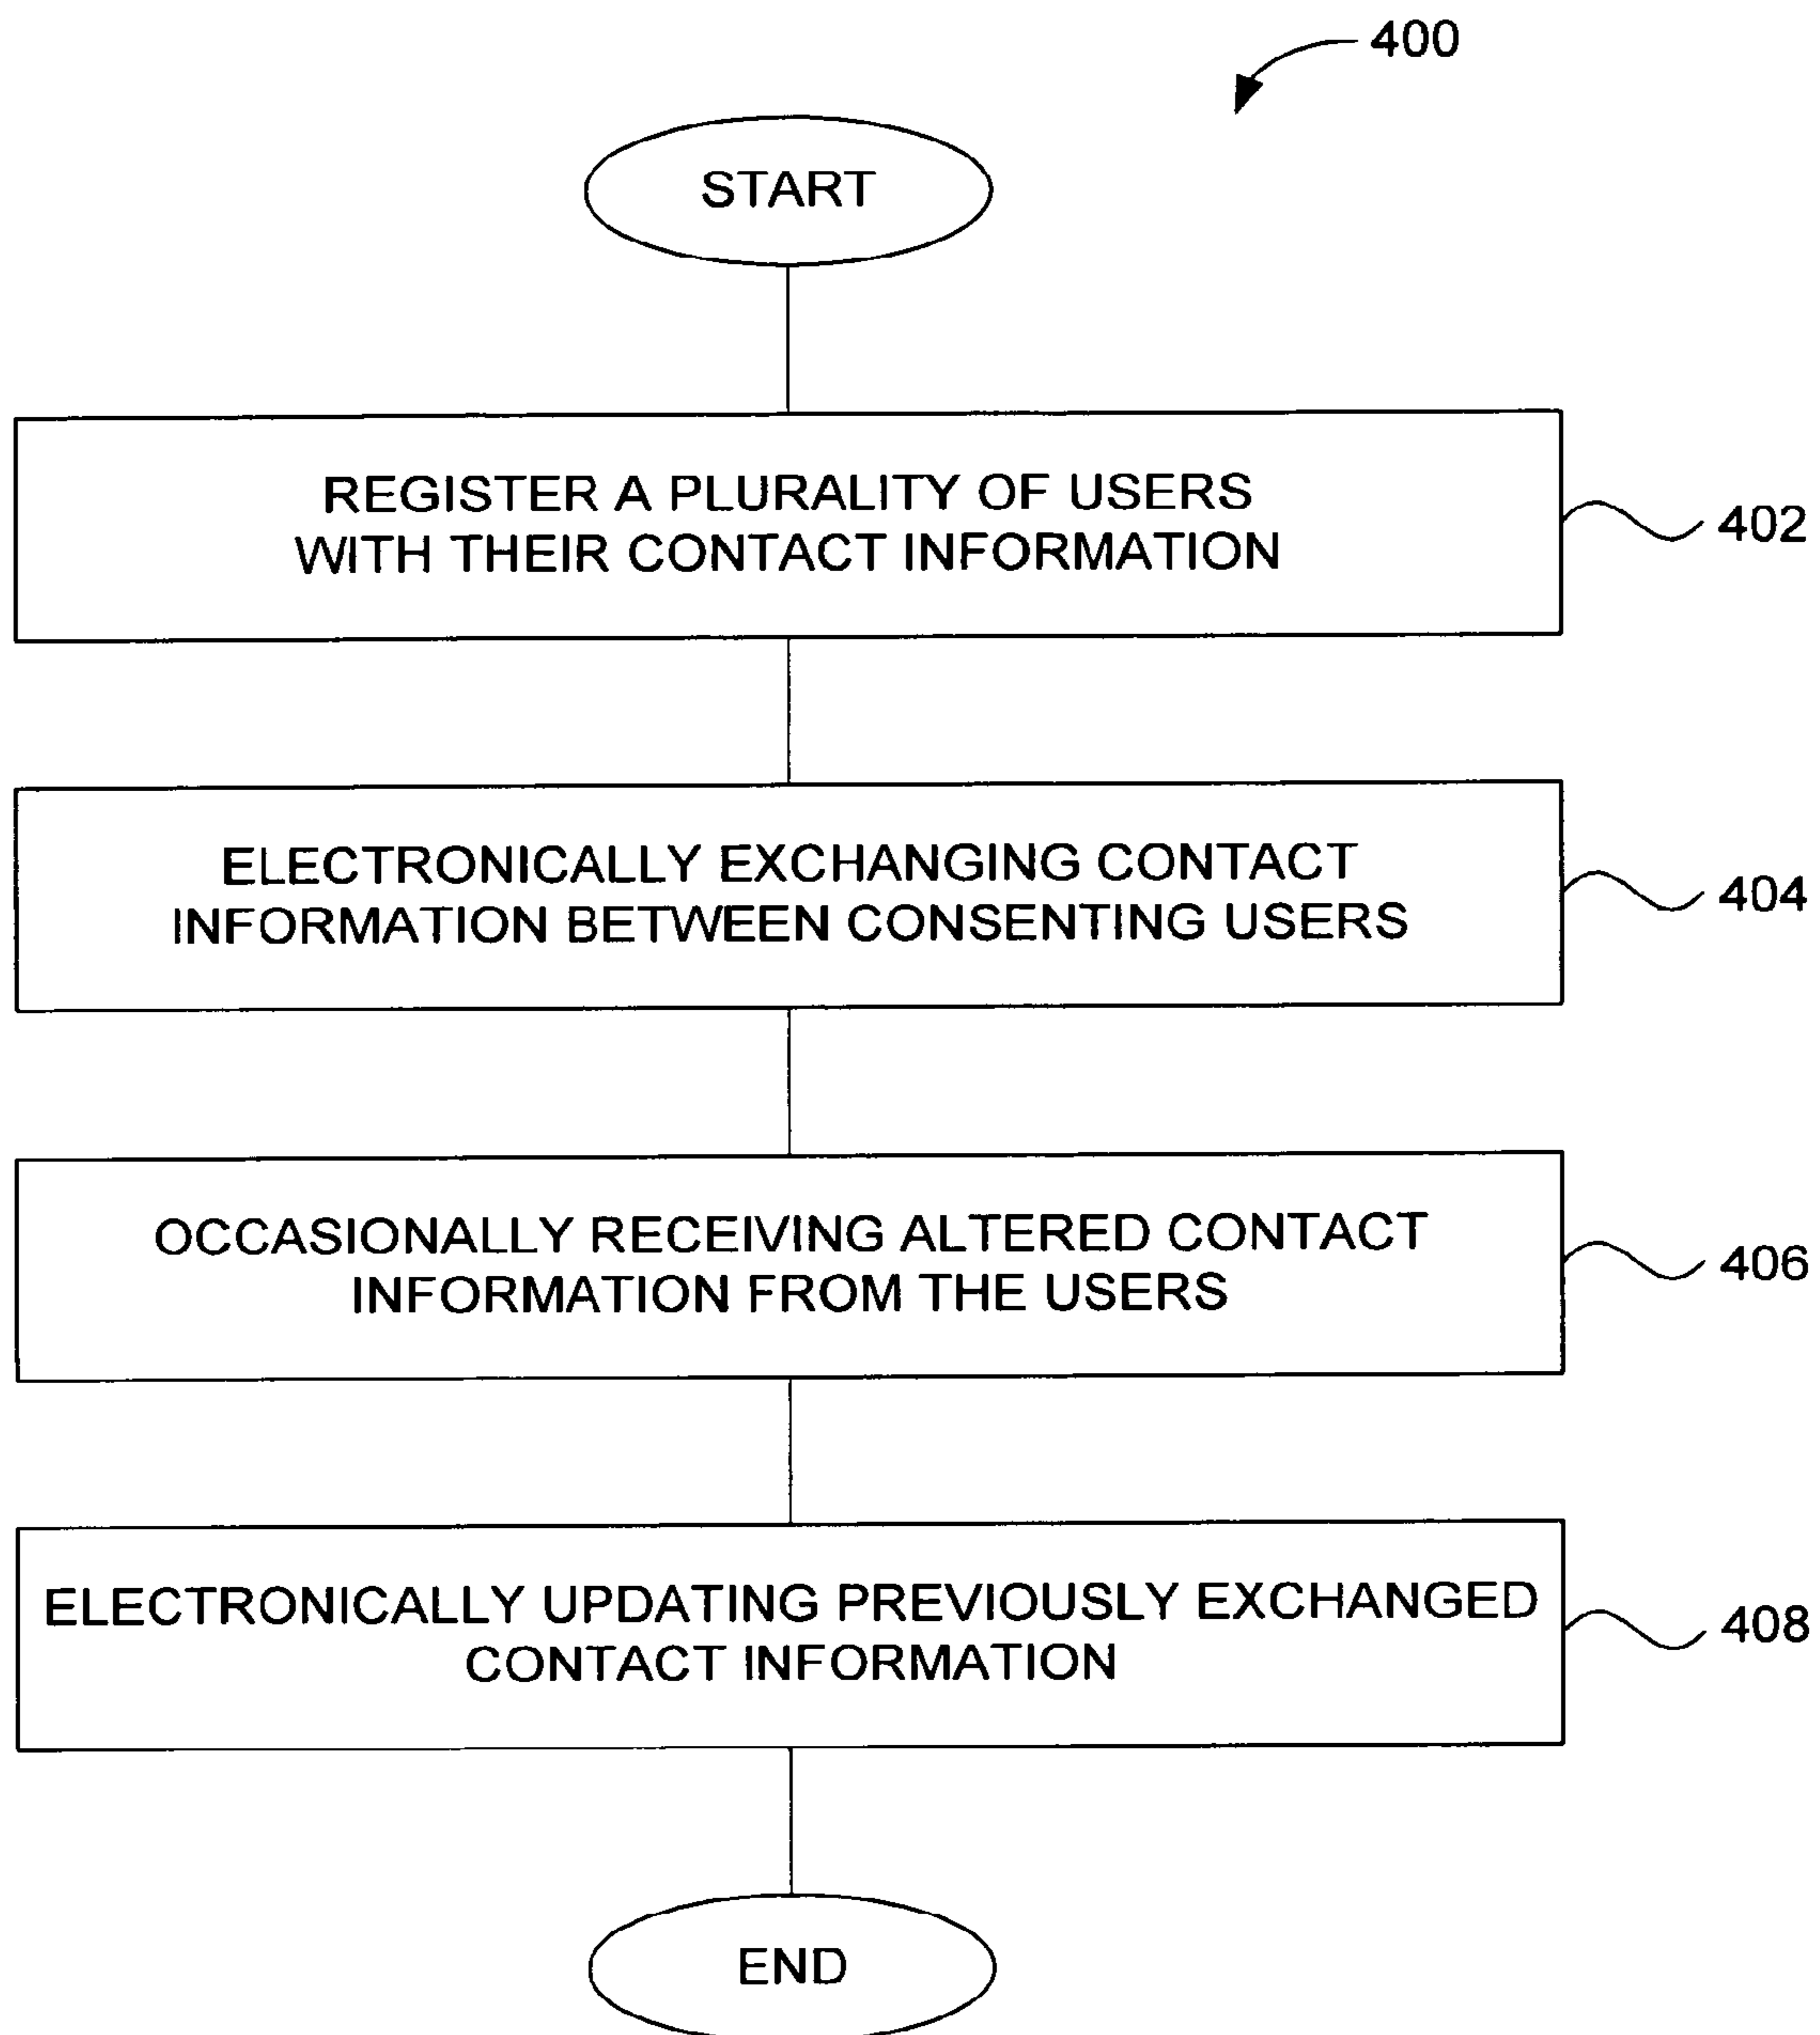 400
START
REGISTER A PLURALITY OF USERS
WITH THEIR CONTACT INFORMATION
402
ELECTRONICALLY EXCHANGING CONTACT
INFORMATION BETWEEN CONSENTING USERS
404
OCCASIONALLY RECEIVING ALTERED CONTACT
INFORMATION FROM THE USERS
406
ELECTRONICALLY UPDATING PREVIOUSLY EXCHANGED
CONTACT INFORMATION
408
END